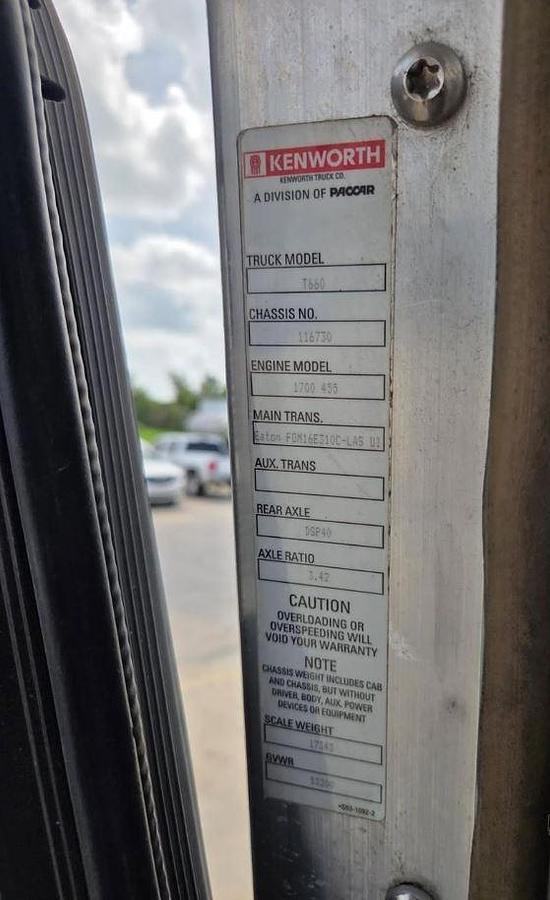 KENWORTH
KENWORTH TRUCK CO.
A DIVISION OF PACCAR
TRUCK MODEL
T660
CHASSIS NO.
116730
ENGINE MODEL
1700 455
MAIN TRANS.
Eaton FOM16E310C-LAS U1
AUX. TRANS
REAR AXLE
DSP40
AXLE RATIO
3.42
CAUTION
OVERLOADING OR
OVERSPEEDING WILL
VOID YOUR WARRANTY
NOTE
CHASSIS WEIGHT INCLUDES CAB
AND CHASSIS, BUT WITHOUT
DRIVER, BODY, AUX. POWER
DEVICES OR EQUIPMENT
SCALE WEIGHT
GVWR